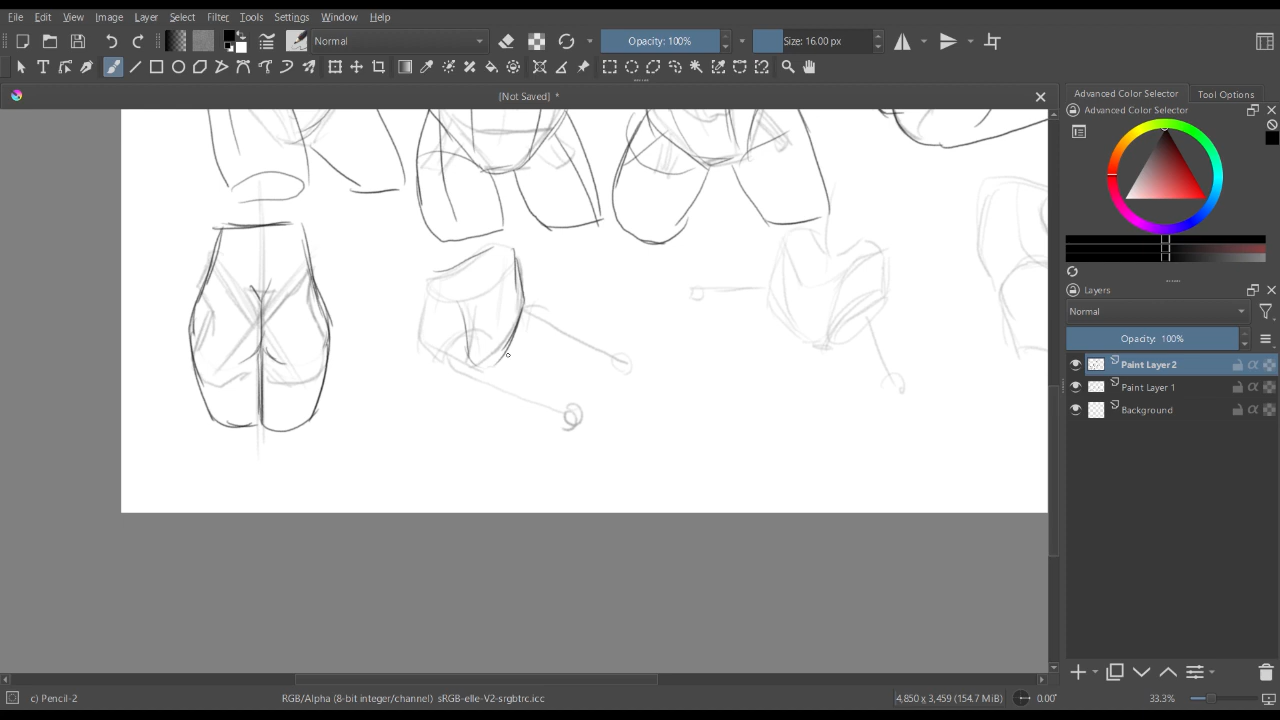 File Edit View Image Layer Select Filter Tools Settings Window Help
Normal Opacity: 100% Size: 16.00 px
[Not Saved] *
Advanced Color Selector Tool Options
Advanced Color Selector
Layers
Normal
Opacity: 100%
Paint Layer 2
Paint Layer 1
Background
c) Pencil-2 RGB/Alpha (8-bit integer/channel) sRGB-elle-V2-srgbtrc.icc 4,850 x 3,459 (154.7 MiB) 0.00° 33.3%